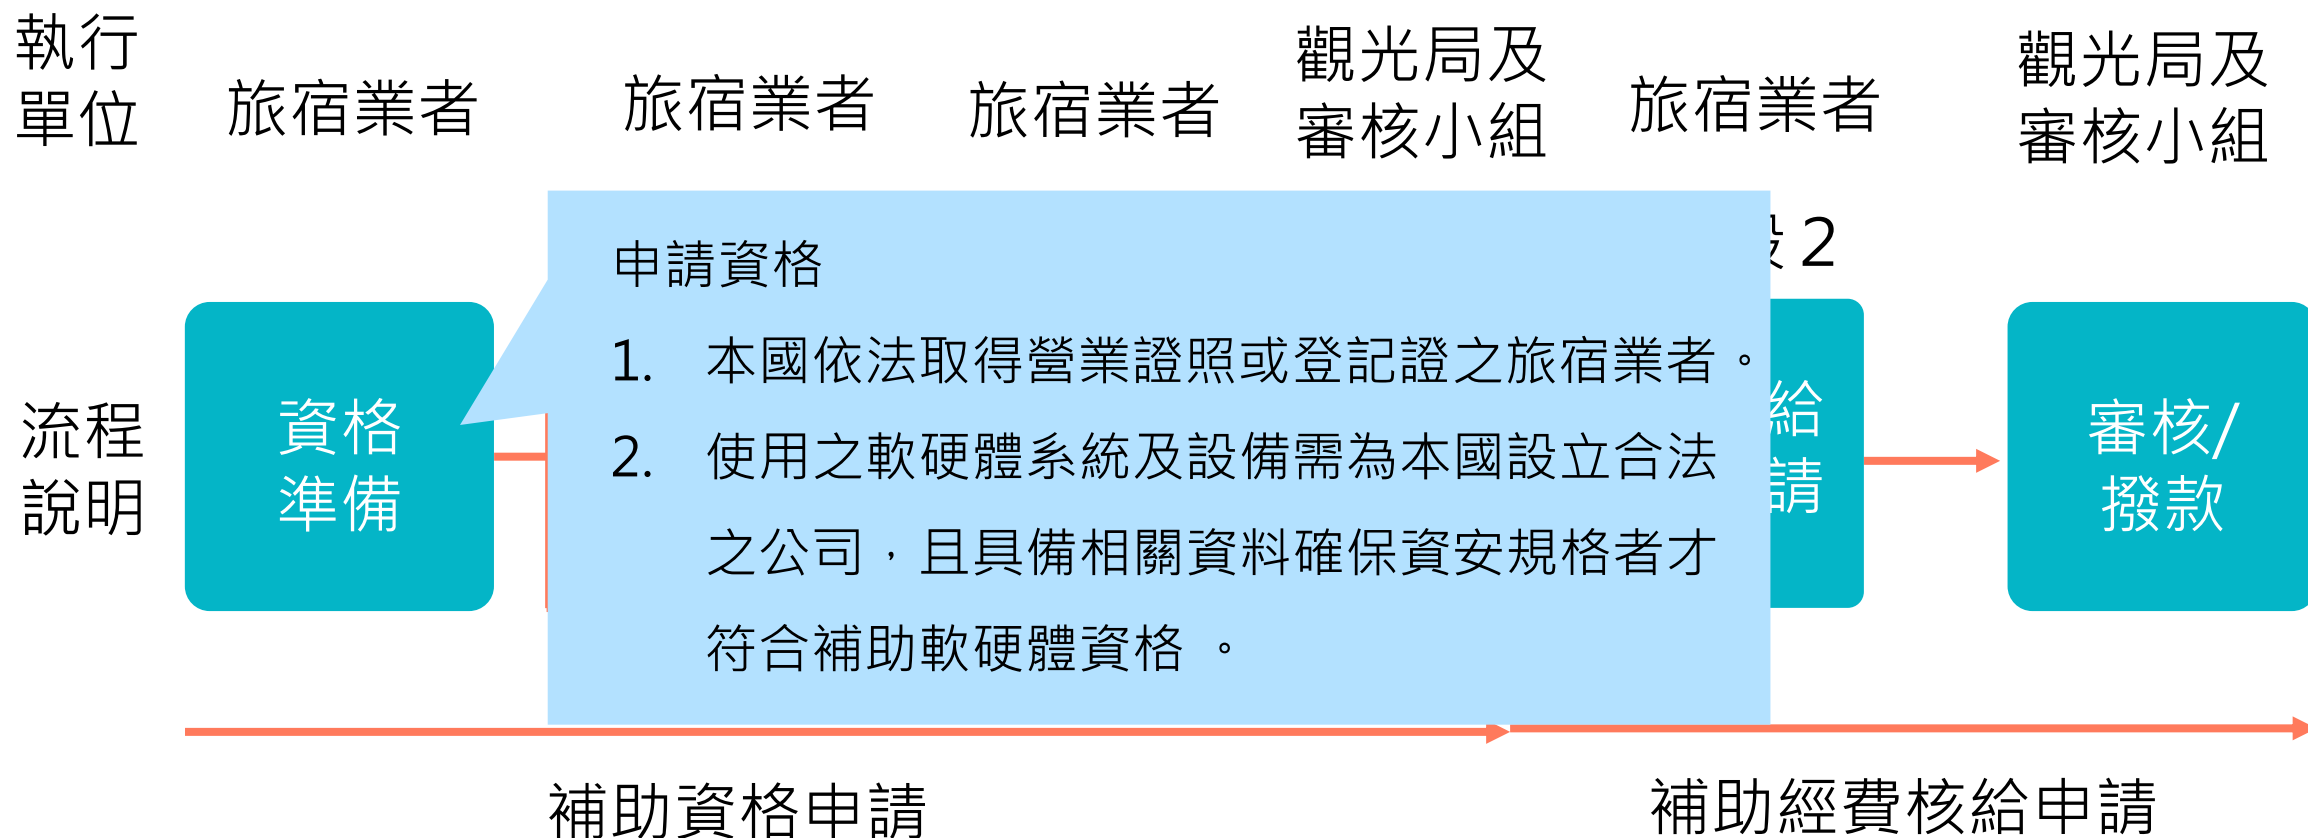 執行
單位
旅宿業者
旅宿業者
旅宿業者
觀光局及
審核小組
旅宿業者
觀光局及
審核小組
流程
說明
資格
準備
申請資格
1. 本國依法取得營業證照或登記證之旅宿業者。
2. 使用之軟硬體系統及設備需為本國設立合法
之公司，且具備相關資料確保資安規格者才
符合補助軟硬體資格 。
2
給
請
審核/
撥款
補助資格申請
補助經費核給申請